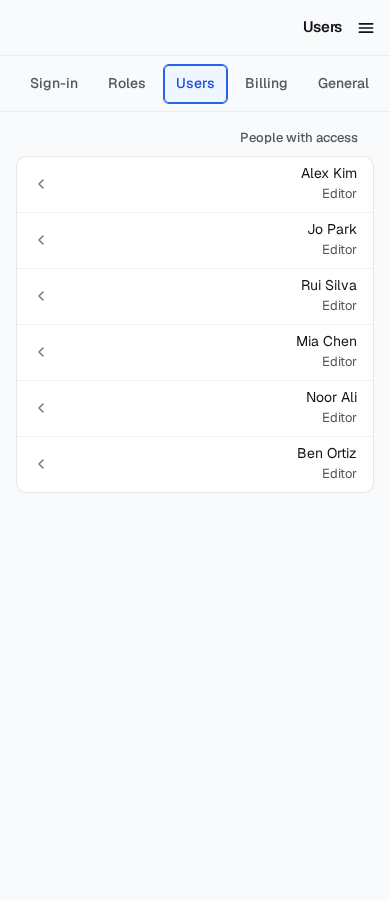 Users
General
Billing
Users
Roles
Sign-in
People with access
Alex Kim
Editor
Jo Park
Editor
Rui Silva
Editor
Mia Chen
Editor
Noor Ali
Editor
Ben Ortiz
Editor